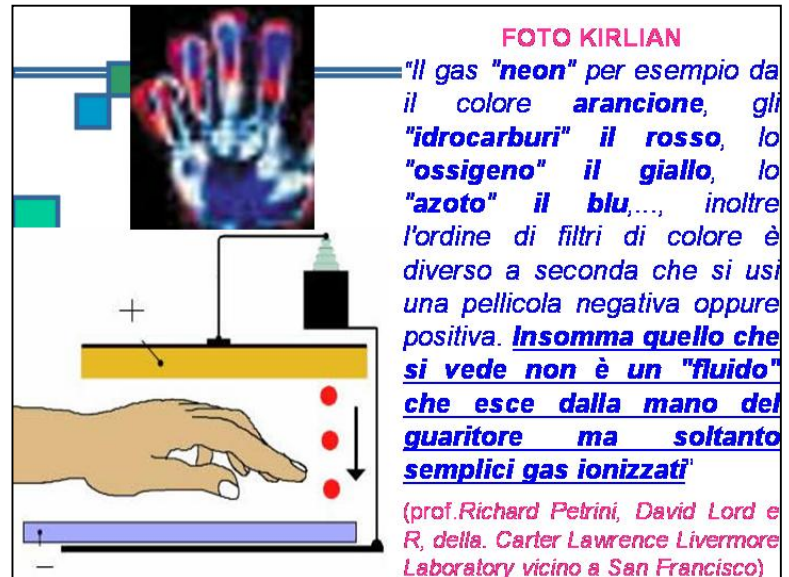 FOTO KIRLIAN
"Il gas "neon" per esempio da
il colore arancione, gli
"idrocarburi" il rosso, lo
"ossigeno" il giallo, lo
"azoto" il blu,..., inoltre
l'ordine di filtri di colore è
diverso a seconda che si usi
una pellicola negativa oppure
positiva. Insomma quello che
si vede non è un "fluido"
che esce dalla mano del
guaritore ma soltanto
semplici gas ionizzati"
(prof.Richard Petrini, David Lord e
R, della. Carter Lawrence Livermore
Laboratory vicino a San Francisco)
+
−